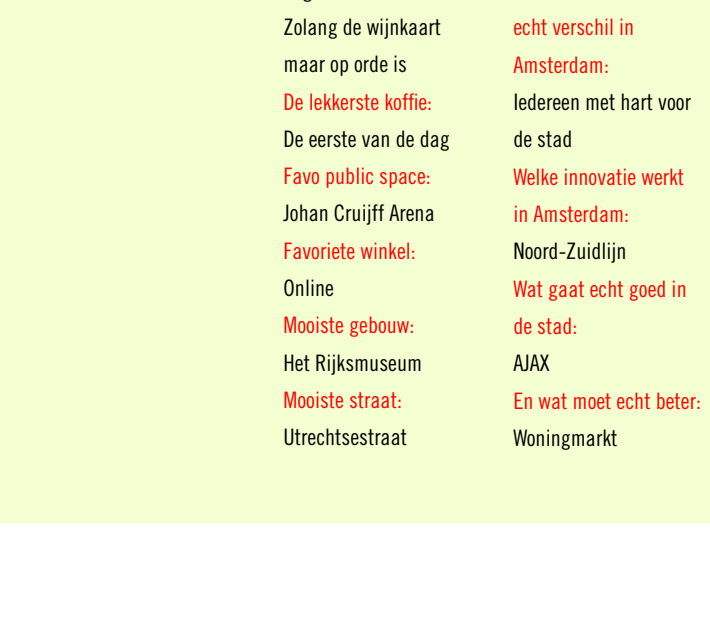 Zolang de wijnkaart
maar op orde is
De lekkerste koffie:
De eerste van de dag
Favo public space:
Johan Cruijff Arena
Favoriete winkel:
Online
Mooiste gebouw:
Het Rijksmuseum
Mooiste straat:
Utrechtsestraat
echt verschil in
Amsterdam:
Iedereen met hart voor
de stad
Welke innovatie werkt
in Amsterdam:
Noord-Zuidlijn
Wat gaat echt goed in
de stad:
AJAX
En wat moet echt beter:
Woningmarkt